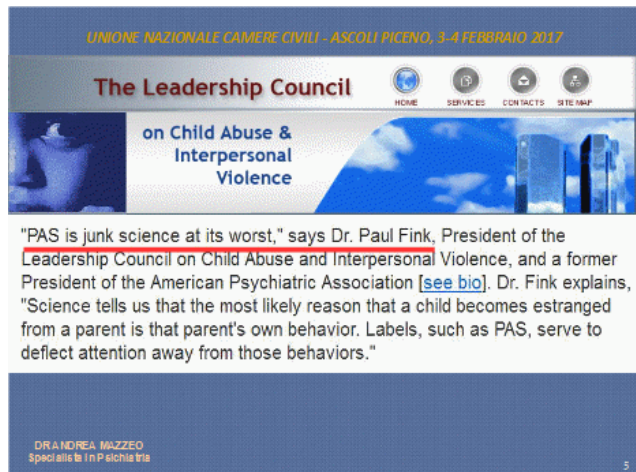 UNIONE NAZIONALE CAMERE CIVILI - ASCOLI PICENO, 3-4 FEBBRAIO 2017
The Leadership Council
HOME SERVICES CONTACTS SITE MAP
on Child Abuse &
Interpersonal
Violence
"PAS is junk science at its worst," says Dr. Paul Fink, President of the
Leadership Council on Child Abuse and Interpersonal Violence, and a former
President of the American Psychiatric Association [see bio]. Dr. Fink explains,
"Science tells us that the most likely reason that a child becomes estranged
from a parent is that parent's own behavior. Labels, such as PAS, serve to
deflect attention away from those behaviors."
DR ANDREA MAZZEO
Specialista in Psichiatria
5